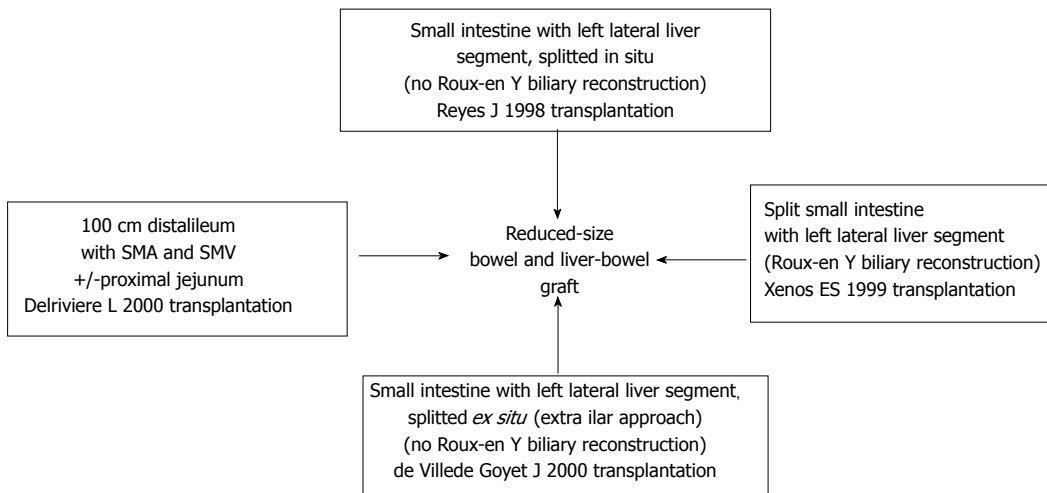 Small intestine with left lateral liver
segment, splitted in situ
(no Roux-en Y biliary reconstruction)
Reyes J 1998 transplantation
100 cm distalileum
with SMA and SMV
+/-proximal jejunum
Delriviere L 2000 transplantation
Reduced-size
bowel and liver-bowel
graft
Split small intestine
with left lateral liver segment
(Roux-en Y biliary reconstruction)
Xenos ES 1999 transplantation
Small intestine with left lateral liver segment,
splitted ex situ (extra ilar approach)
(no Roux-en Y biliary reconstruction)
de Villede Goyet J 2000 transplantation